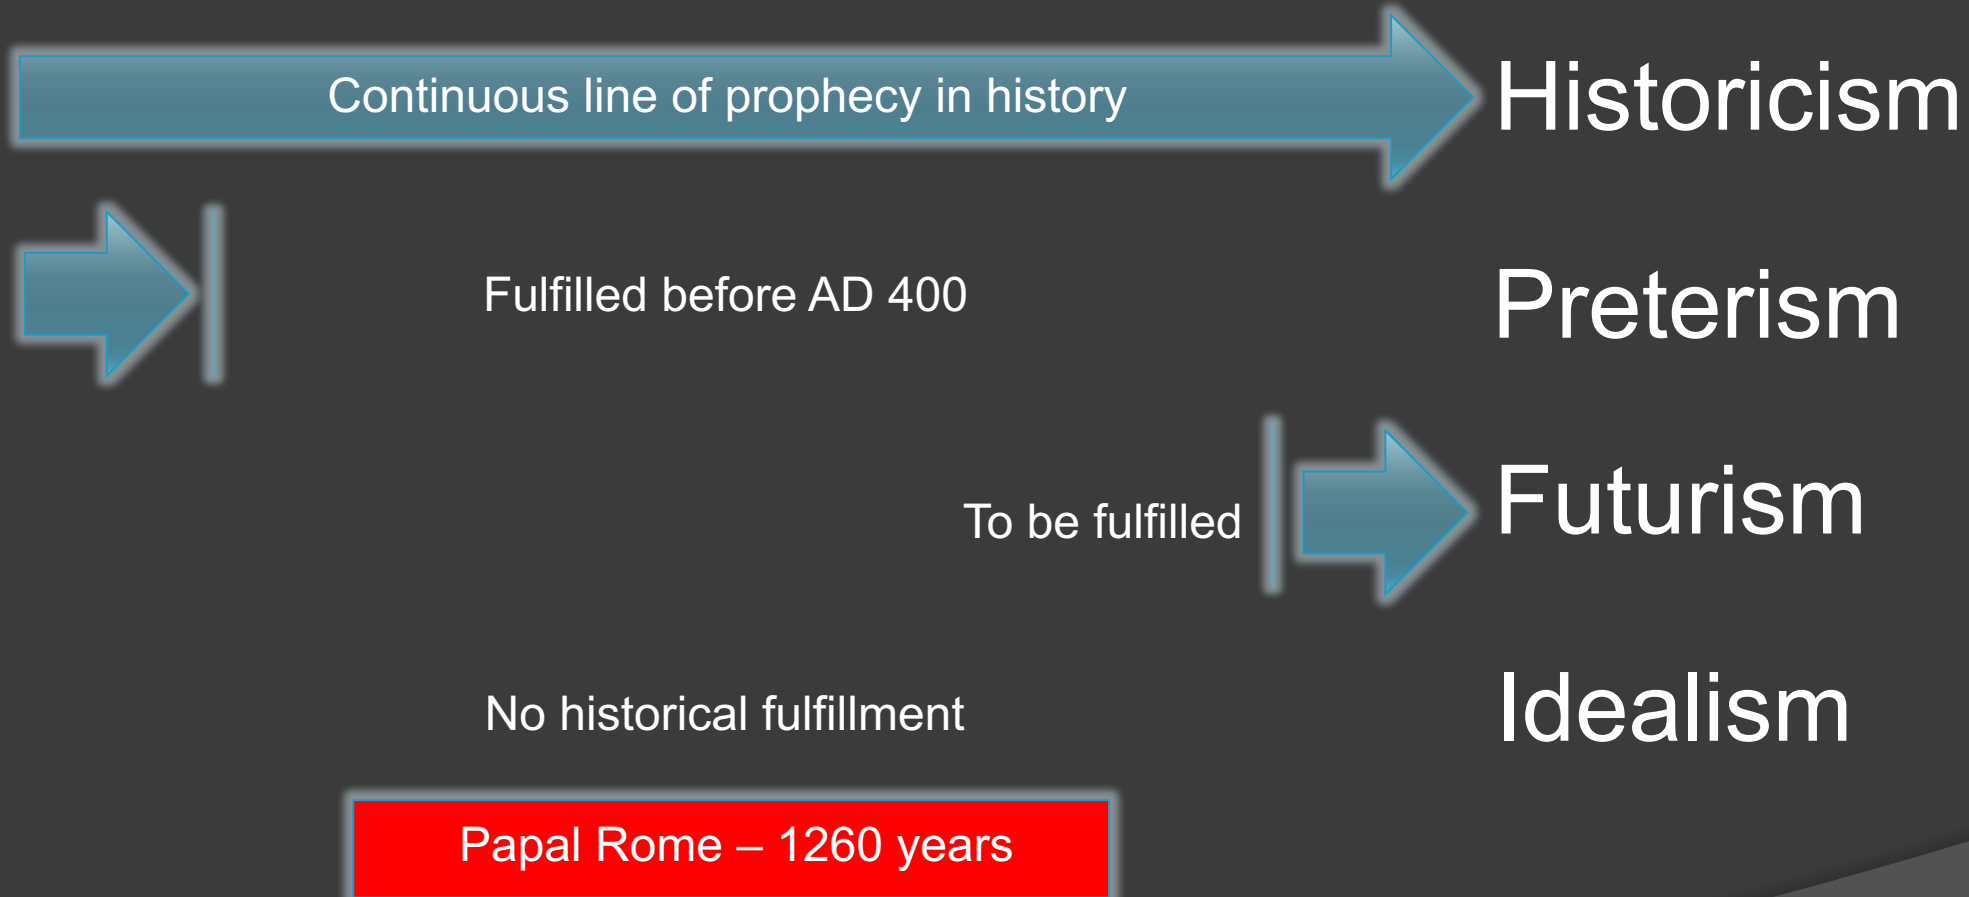 Continuous line of prophecy in history
Historicism
Fulfilled before AD 400
Preterism
To be fulfilled
Futurism
No historical fulfillment
Idealism
Papal Rome – 1260 years